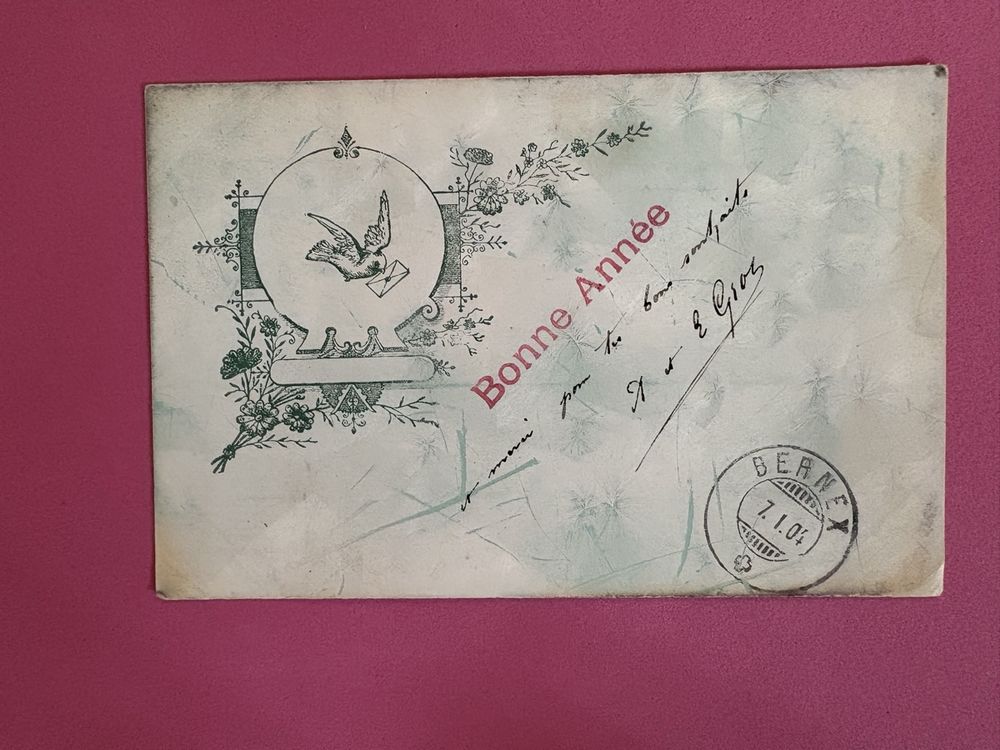 Bonne Année
et merci pour tes bons souhaits
A et E Gros
BERNEX
7.I.04